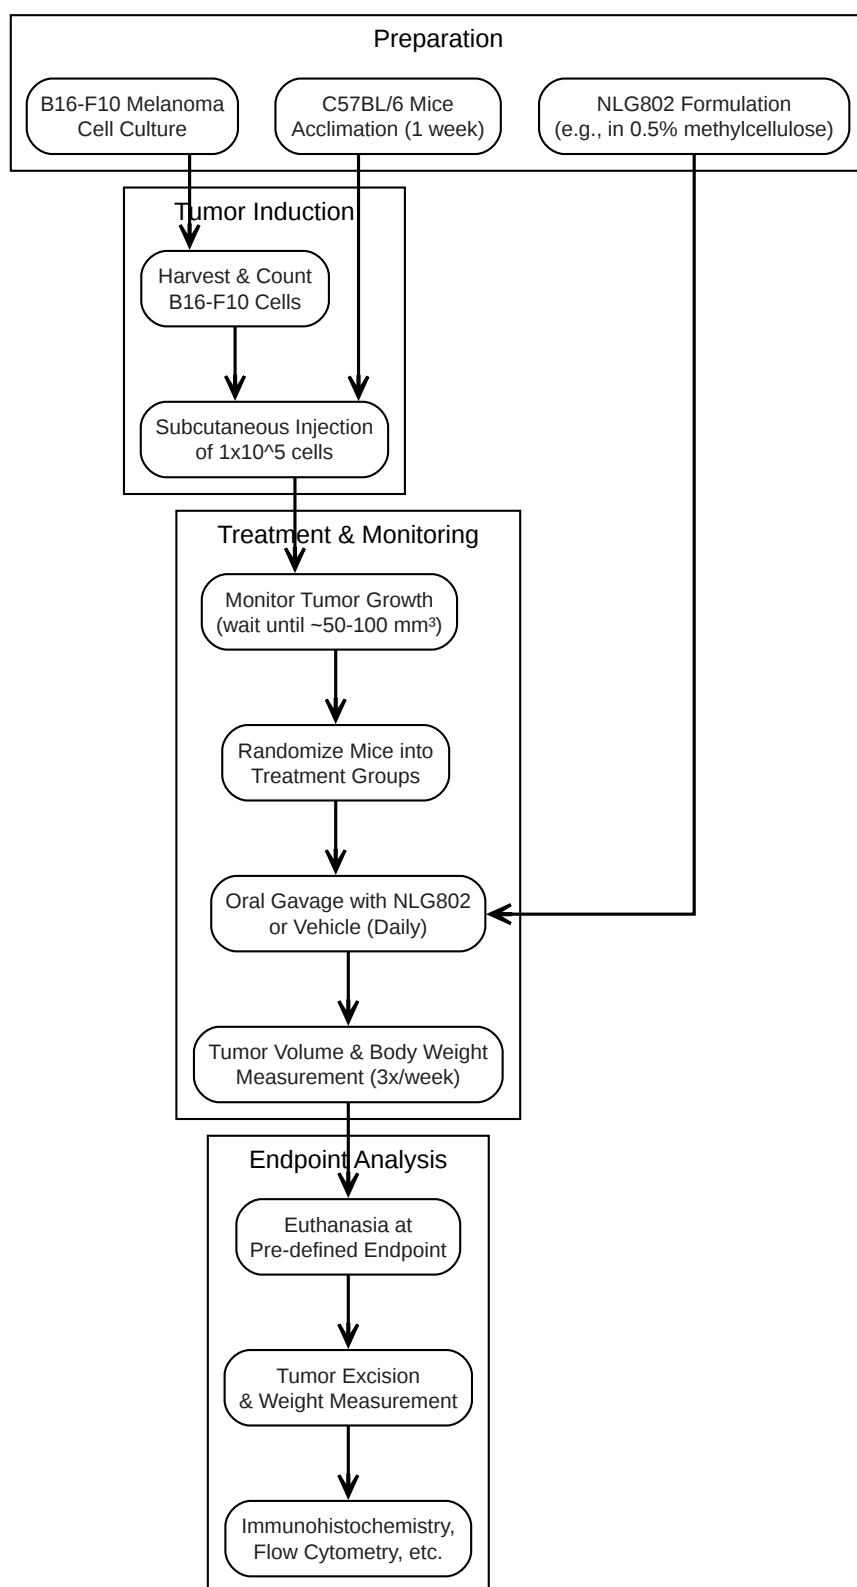 Preparation
B16-F10 Melanoma
Cell Culture
C57BL/6 Mice
Acclimation (1 week)
NLG802 Formulation
(e.g., in 0.5% methylcellulose)
Tumor Induction
Harvest & Count
B16-F10 Cells
Subcutaneous Injection
of 1x10^5 cells
Treatment & Monitoring
Monitor Tumor Growth
(wait until ~50-100 mm³)
Randomize Mice into
Treatment Groups
Oral Gavage with NLG802
or Vehicle (Daily)
Tumor Volume & Body Weight
Measurement (3x/week)
Endpoint Analysis
Euthanasia at
Pre-defined Endpoint
Tumor Excision
& Weight Measurement
Immunohistochemistry,
Flow Cytometry, etc.